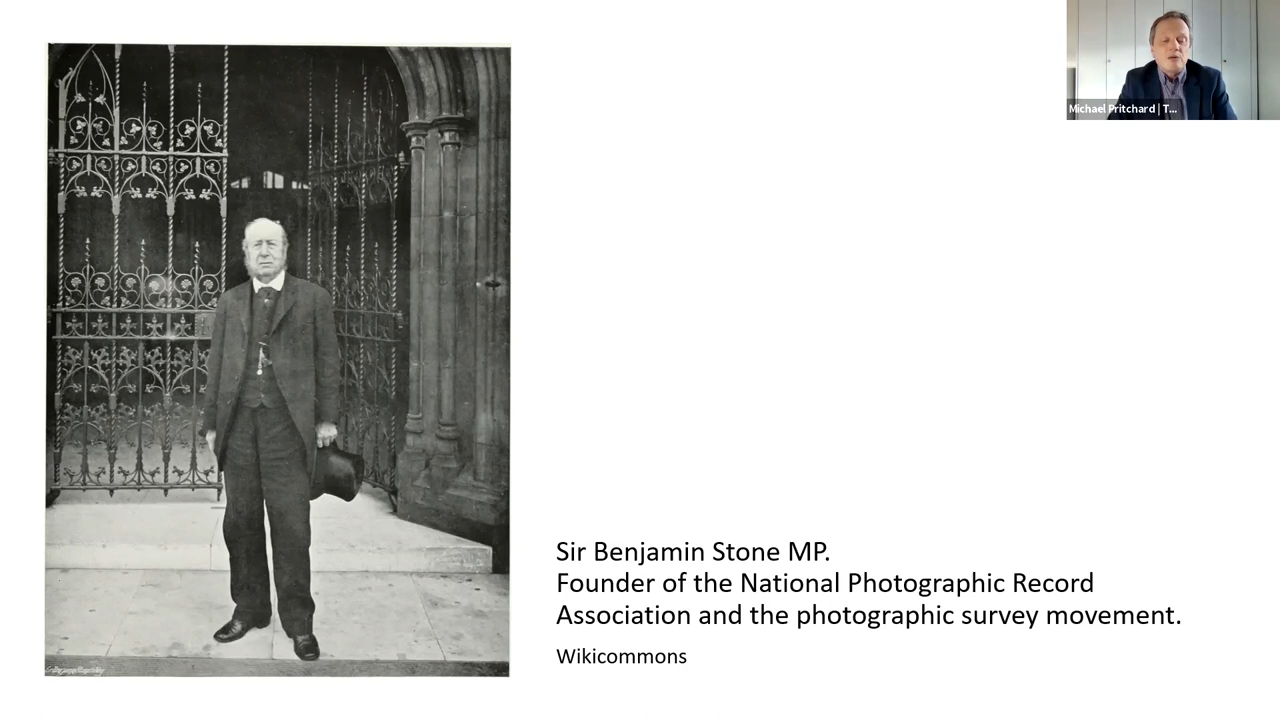 Michael Pritchard | T...
Sir Benjamin Stone MP.
Founder of the National Photographic Record
Association and the photographic survey movement.
Wikicommons